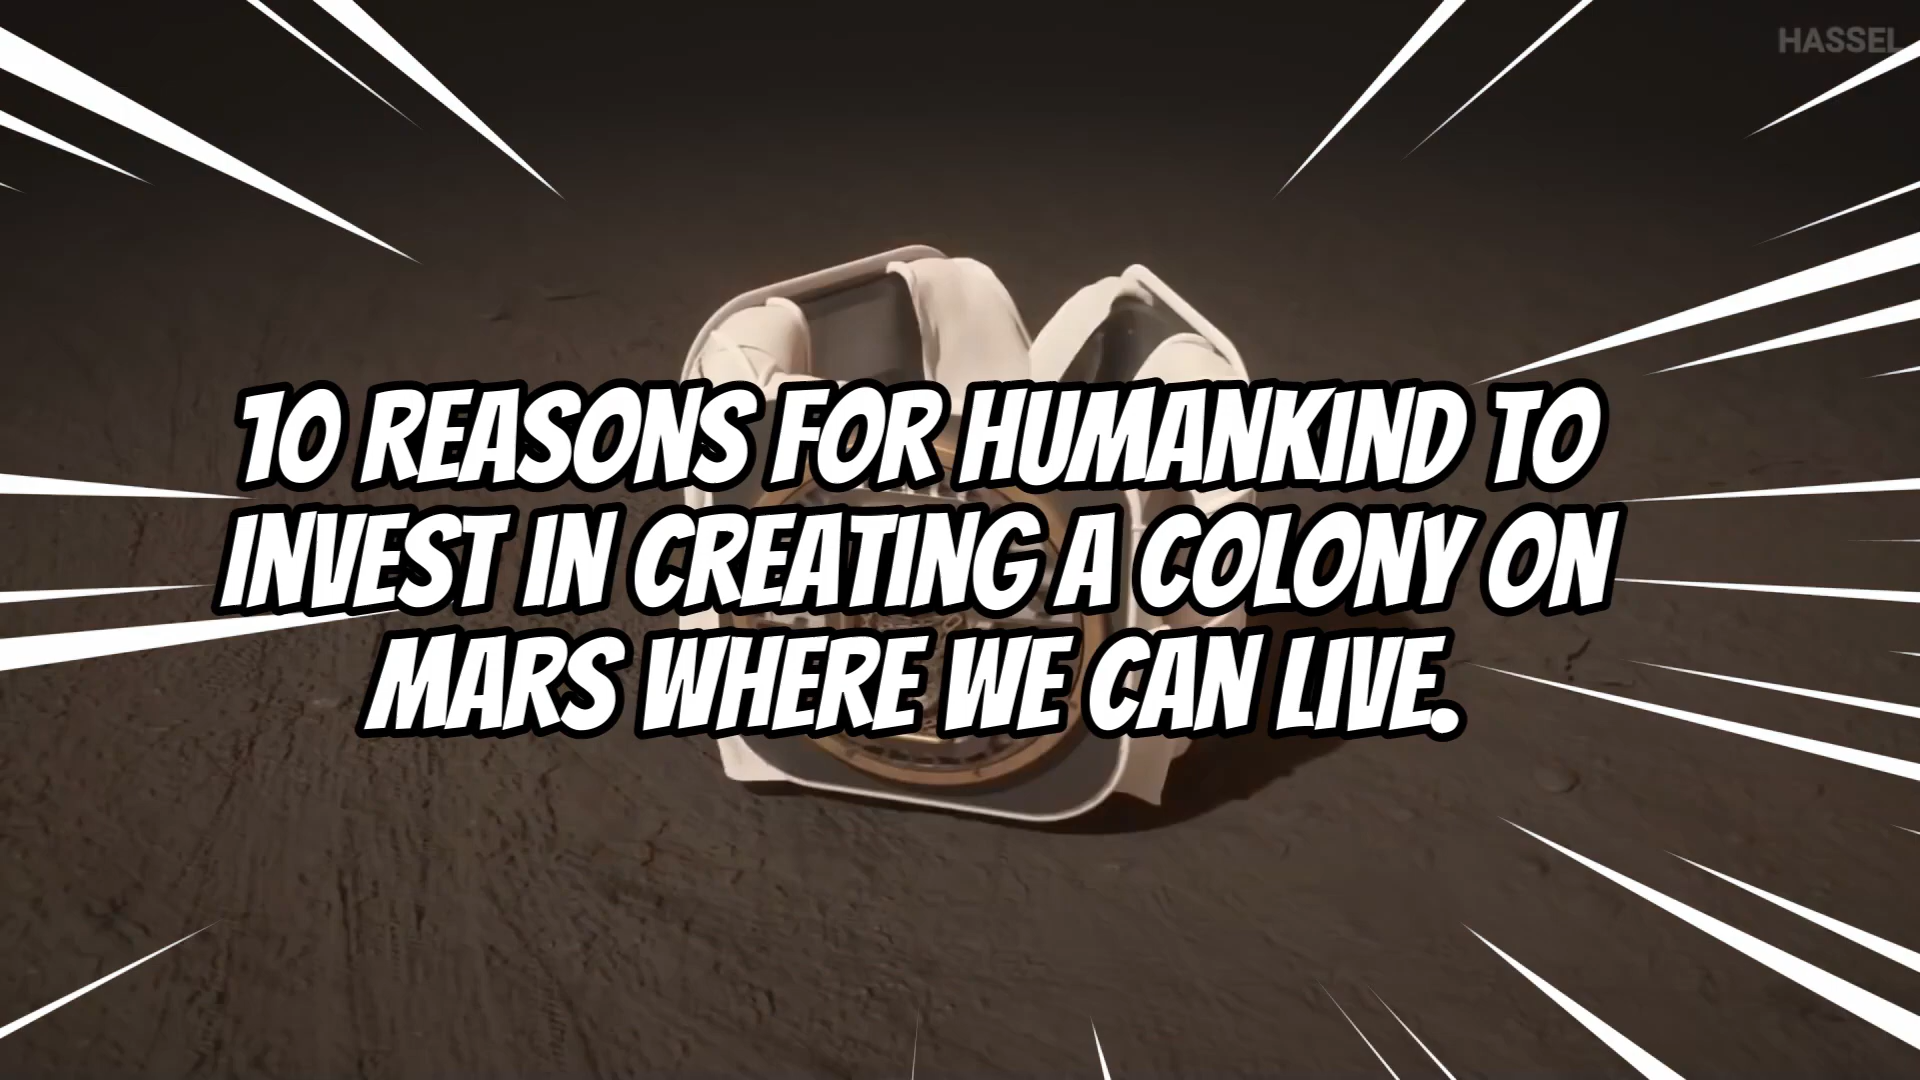 HASSEL
10 REASONS FOR HUMANKIND TO
INVEST IN CREATING A COLONY ON
MARS WHERE WE CAN LIVE.